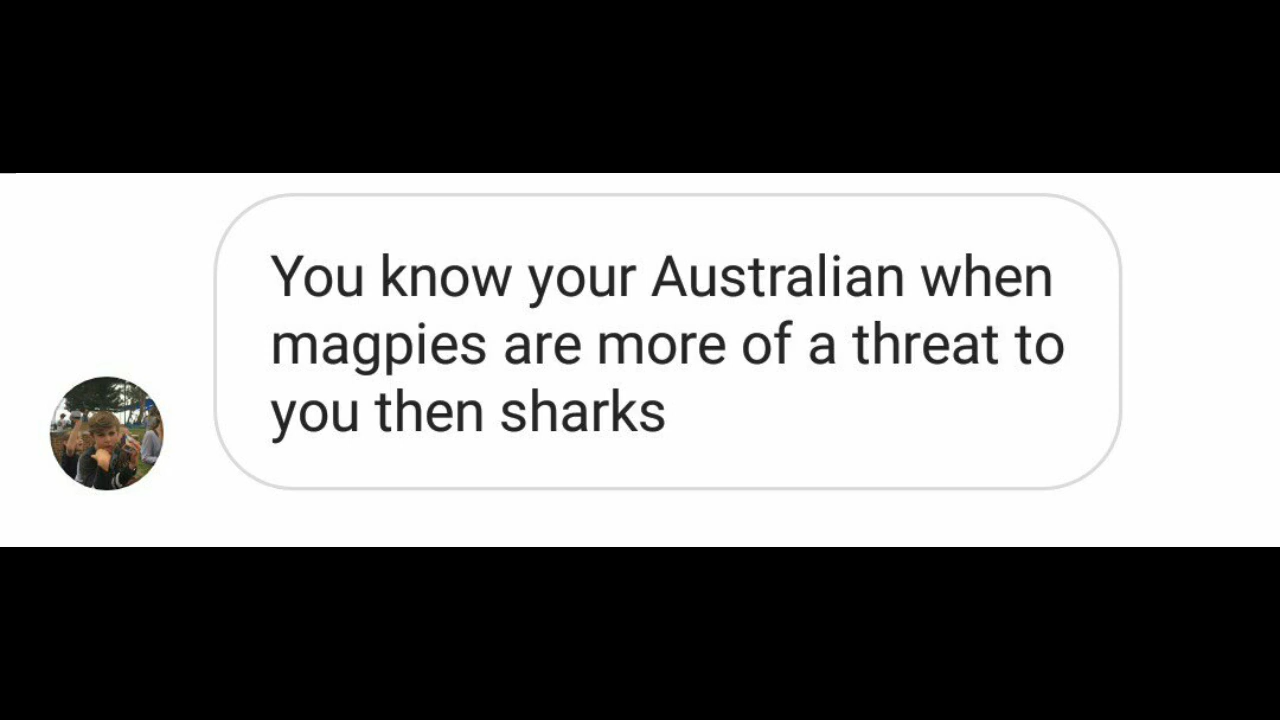 You know your Australian when
magpies are more of a threat to
you then sharks